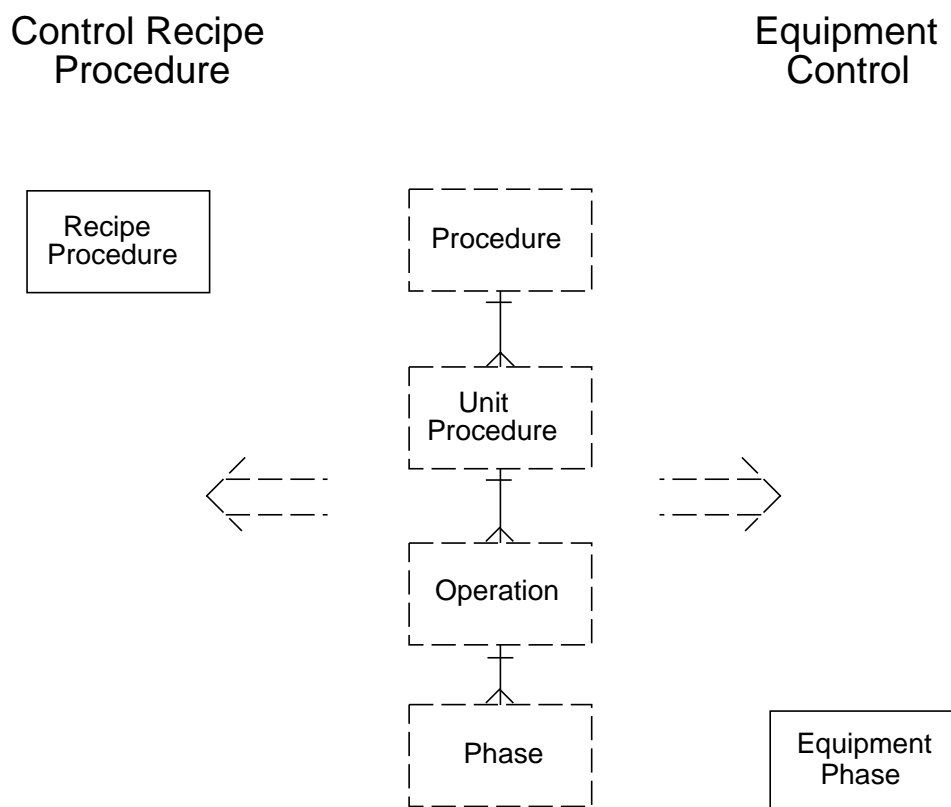 Control Recipe
Procedure
Equipment
Control
Recipe
Procedure
Procedure
Unit
Procedure
Operation
Phase
Equipment
Phase